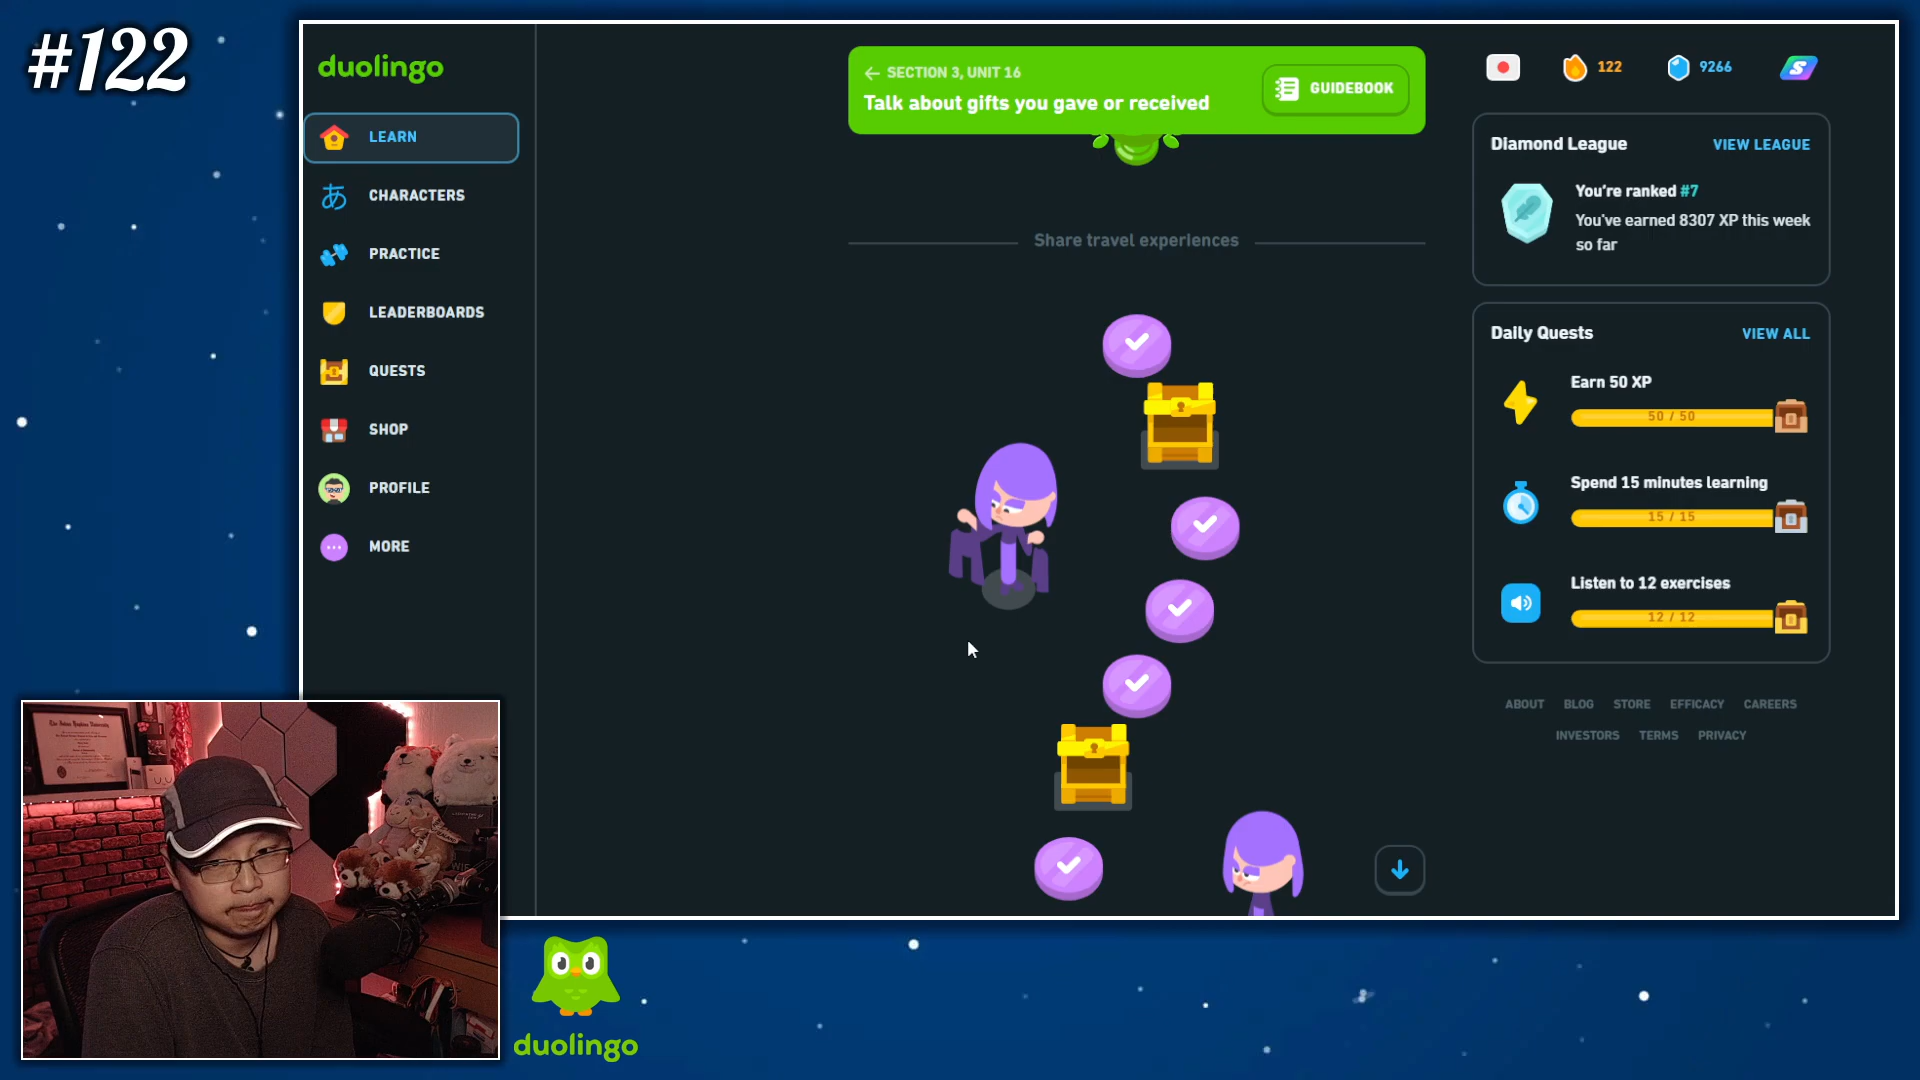 #122
duolingo
LEARN
あ CHARACTERS
PRACTICE
LEADERBOARDS
QUESTS
SHOP
PROFILE
MORE
SECTION 3, UNIT 16
Talk about gifts you gave or received
GUIDEBOOK
Share travel experiences
122
9266
S
Diamond League
VIEW LEAGUE
You're ranked #7
You've earned 8307 XP this week
so far
Daily Quests
VIEW ALL
Earn 50 XP
50 / 50
Spend 15 minutes learning
15 / 15
Listen to 12 exercises
12 / 12
ABOUT BLOG STORE EFFICACY CAREERS
INVESTORS TERMS PRIVACY
duolingo